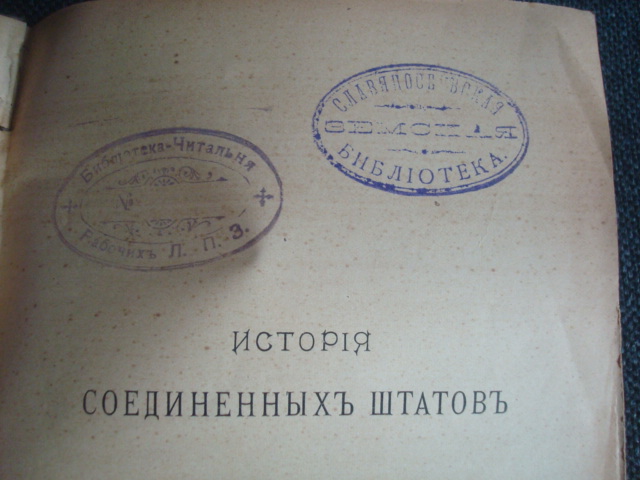 СЛАВЯНОСЕРБСКАЯ
ЗЕМСКАЯ
БИБЛІОТЕКА.
Библіотека-Читальня
Рабочихъ Л. П. З.
ИСТОРІЯ
СОЕДИНЕННЫХЪ ШТАТОВЪ